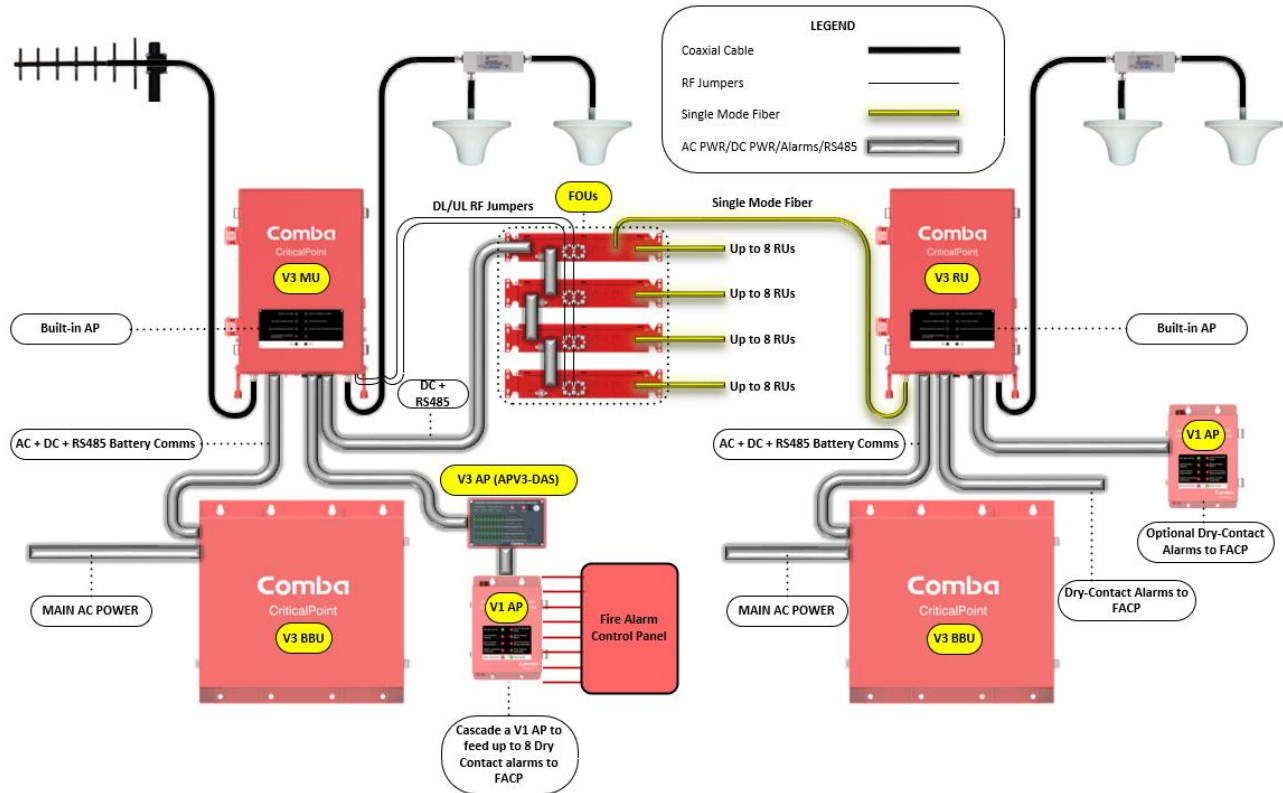 LEGEND
Coaxial Cable
RF Jumpers
Single Mode Fiber
AC PWR/DC PWR/Alarms/RS485
FOUs
DL/UL RF Jumpers
Single Mode Fiber
Comba
CriticalPoint
V3 MU
Up to 8 RUs
Up to 8 RUs
Up to 8 RUs
Up to 8 RUs
Comba
CriticalPoint
V3 RU
Built-in AP
Built-in AP
DC +
RS485
AC + DC + RS485 Battery Comms
AC + DC + RS485 Battery Comms
V1 AP
V3 AP (APV3-DAS)
Comba
Optional Dry-Contact
Alarms to FACP
MAIN AC POWER
Comba
CriticalPoint
V3 BBU
V1 AP
Comba
Fire Alarm
Control Panel
MAIN AC POWER
Dry-Contact Alarms to
FACP
Comba
CriticalPoint
V3 BBU
Cascade a V1 AP to
feed up to 8 Dry
Contact alarms to
FACP